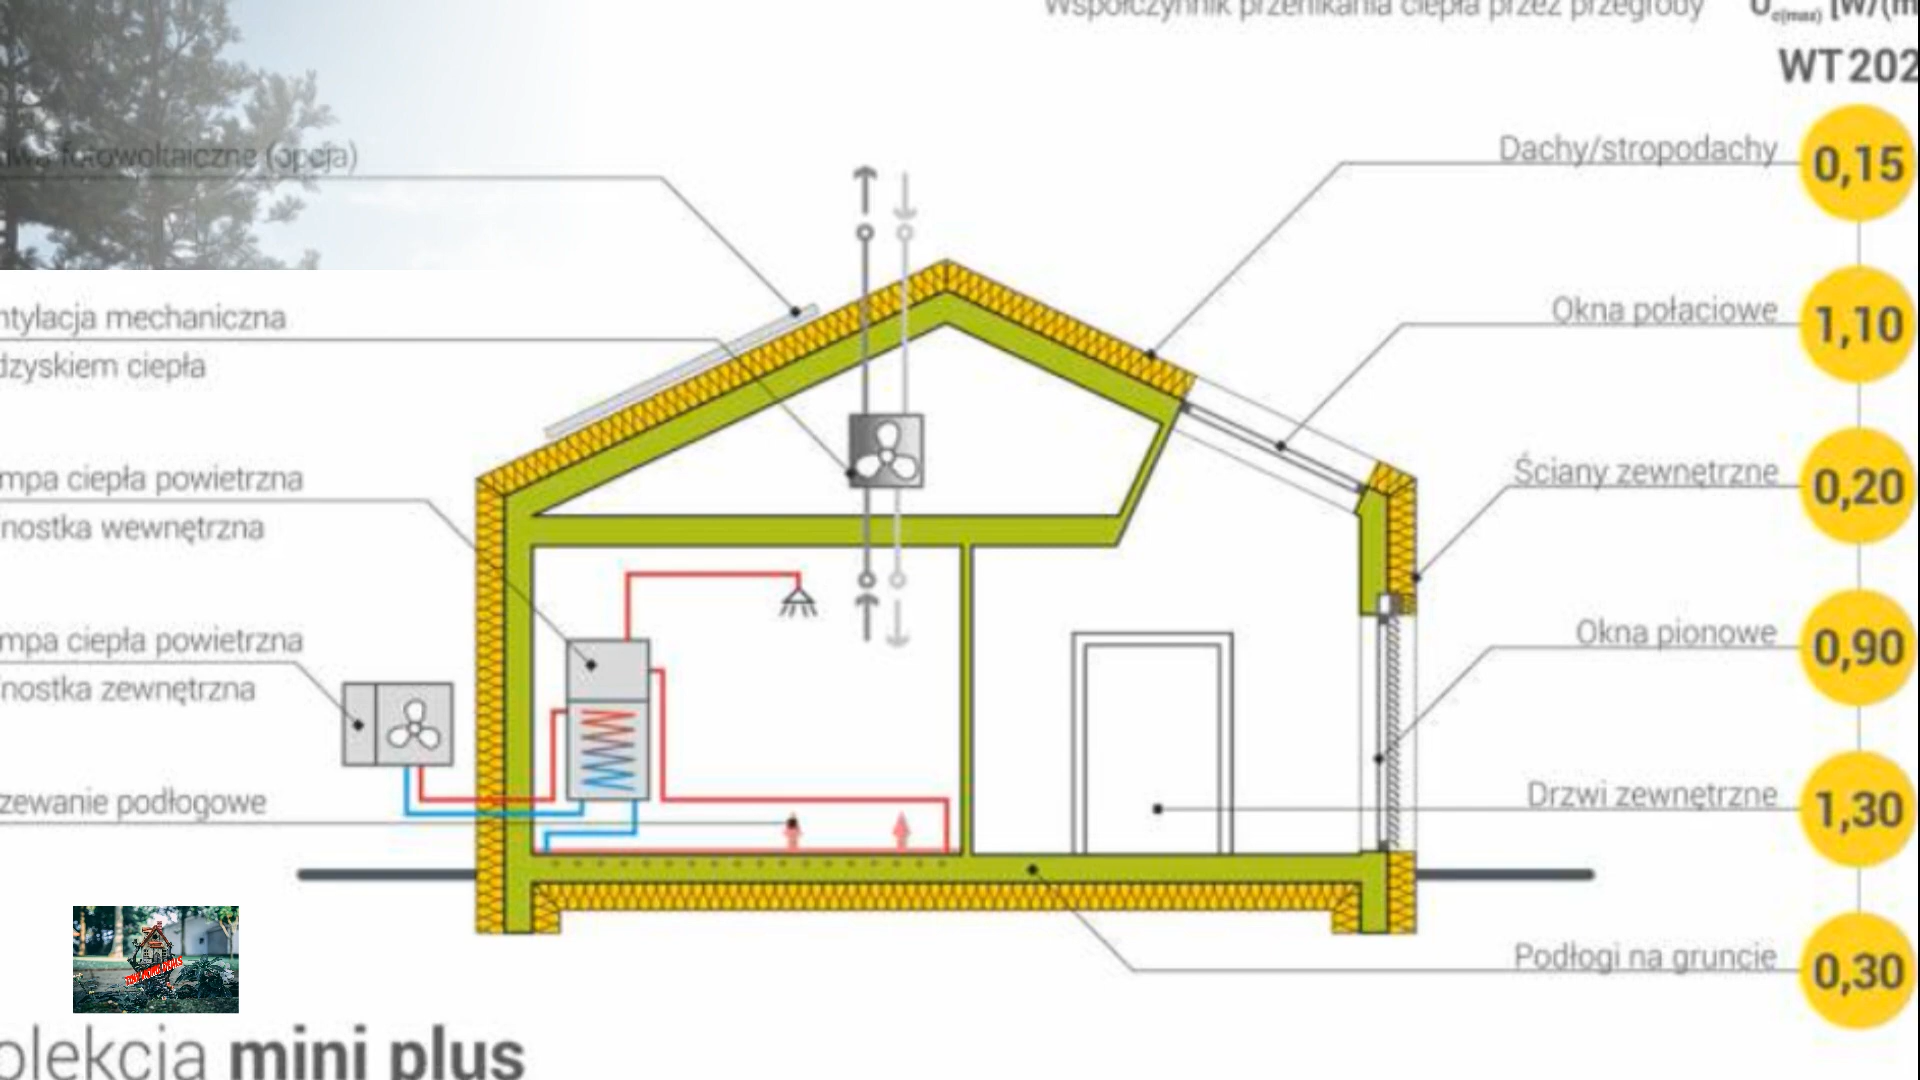 Współczynnik przenikania ciepła przez przegrody
U c(max) [W/(m
WT 202
fotowoltaiczne (opcja)
Dachy/stropodachy
0,15
ntylacja mechaniczna
dzyskiem ciepła
Okna połaciowe
1,10
mpa ciepła powietrzna
nostka wewnętrzna
Ściany zewnętrzne
0,20
mpa ciepła powietrzna
nostka zewnętrzna
Okna pionowe
0,90
zewanie podłogowe
Drzwi zewnętrzne
1,30
Podłogi na gruncie
0,30
olekcja mini plus